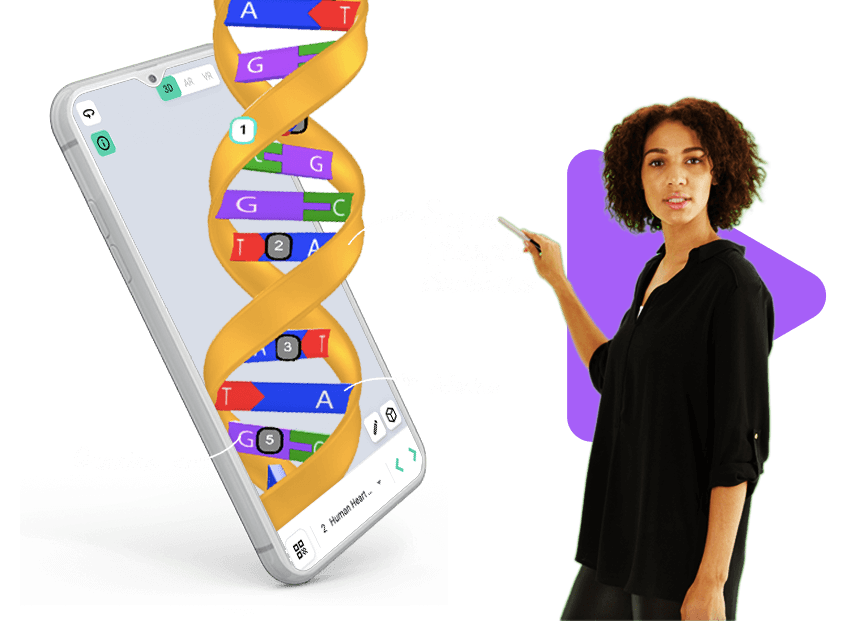 A T
3D AR VR
G
1
C G
G C
T 2 A
A 3 T
T A
G 5 C
2 Human Heart ...